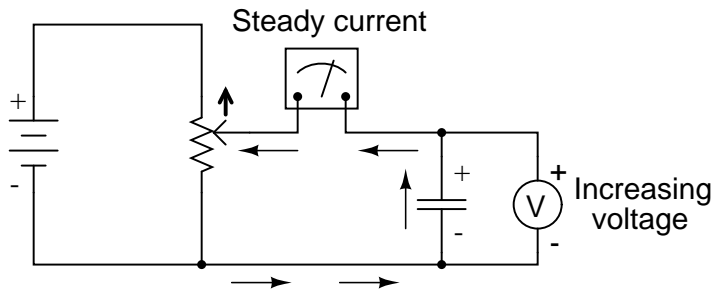 Steady current
+
-
+
-
V
+
-
Increasing
voltage